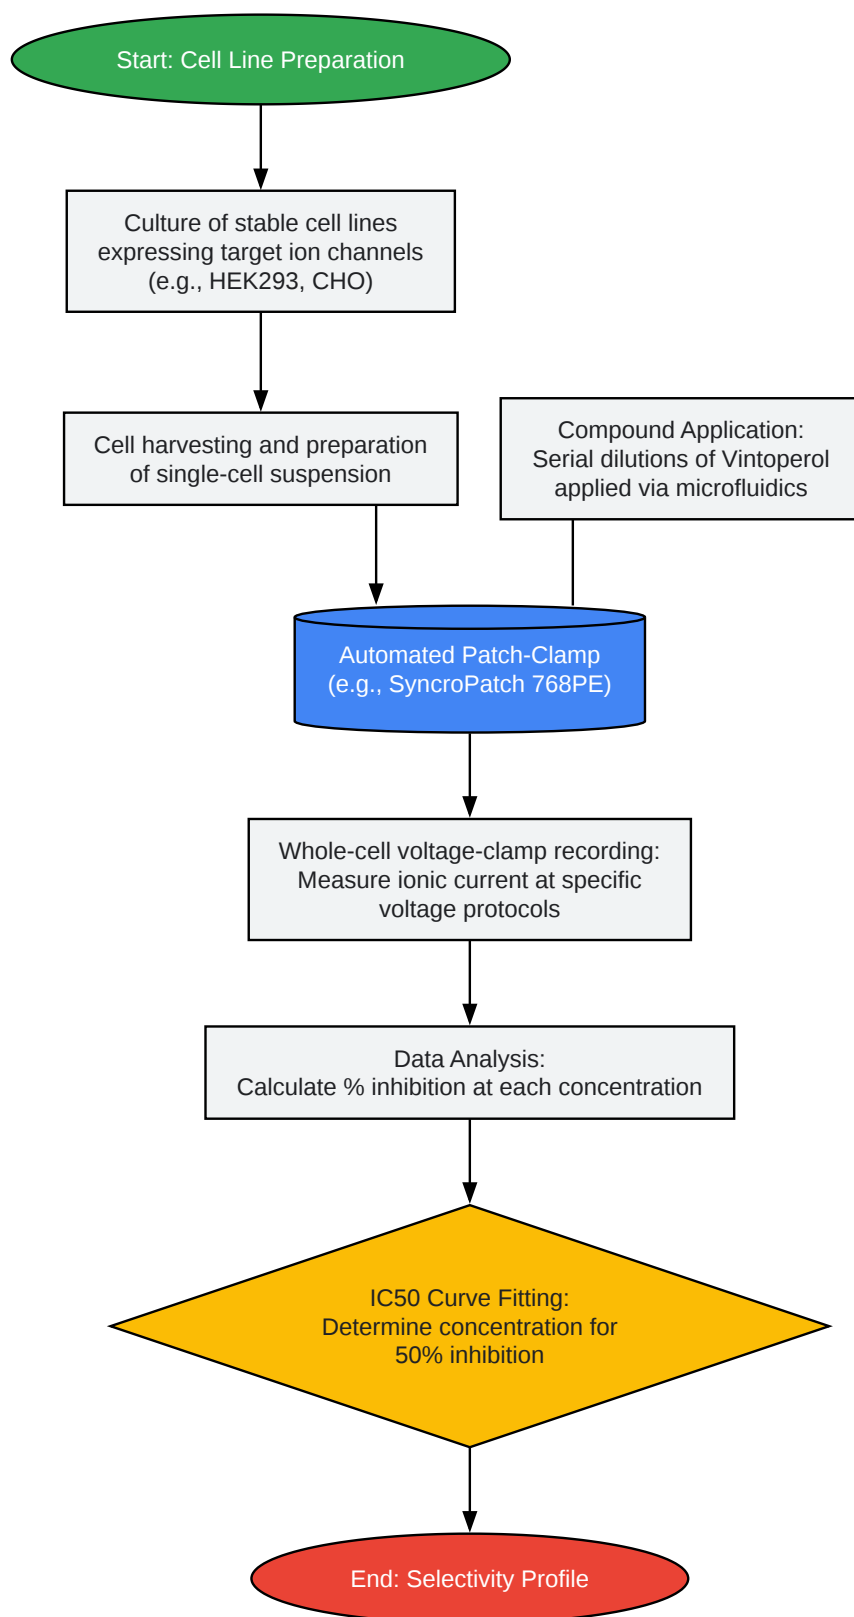 Start: Cell Line Preparation
Culture of stable cell lines
expressing target ion channels
(e.g., HEK293, CHO)
Cell harvesting and preparation
of single-cell suspension
Compound Application:
Serial dilutions of Vintoperol
applied via microfluidics
Automated Patch-Clamp
(e.g., SyncroPatch 768PE)
Whole-cell voltage-clamp recording:
Measure ionic current at specific
voltage protocols
Data Analysis:
Calculate % inhibition at each concentration
IC50 Curve Fitting:
Determine concentration for
50% inhibition
End: Selectivity Profile